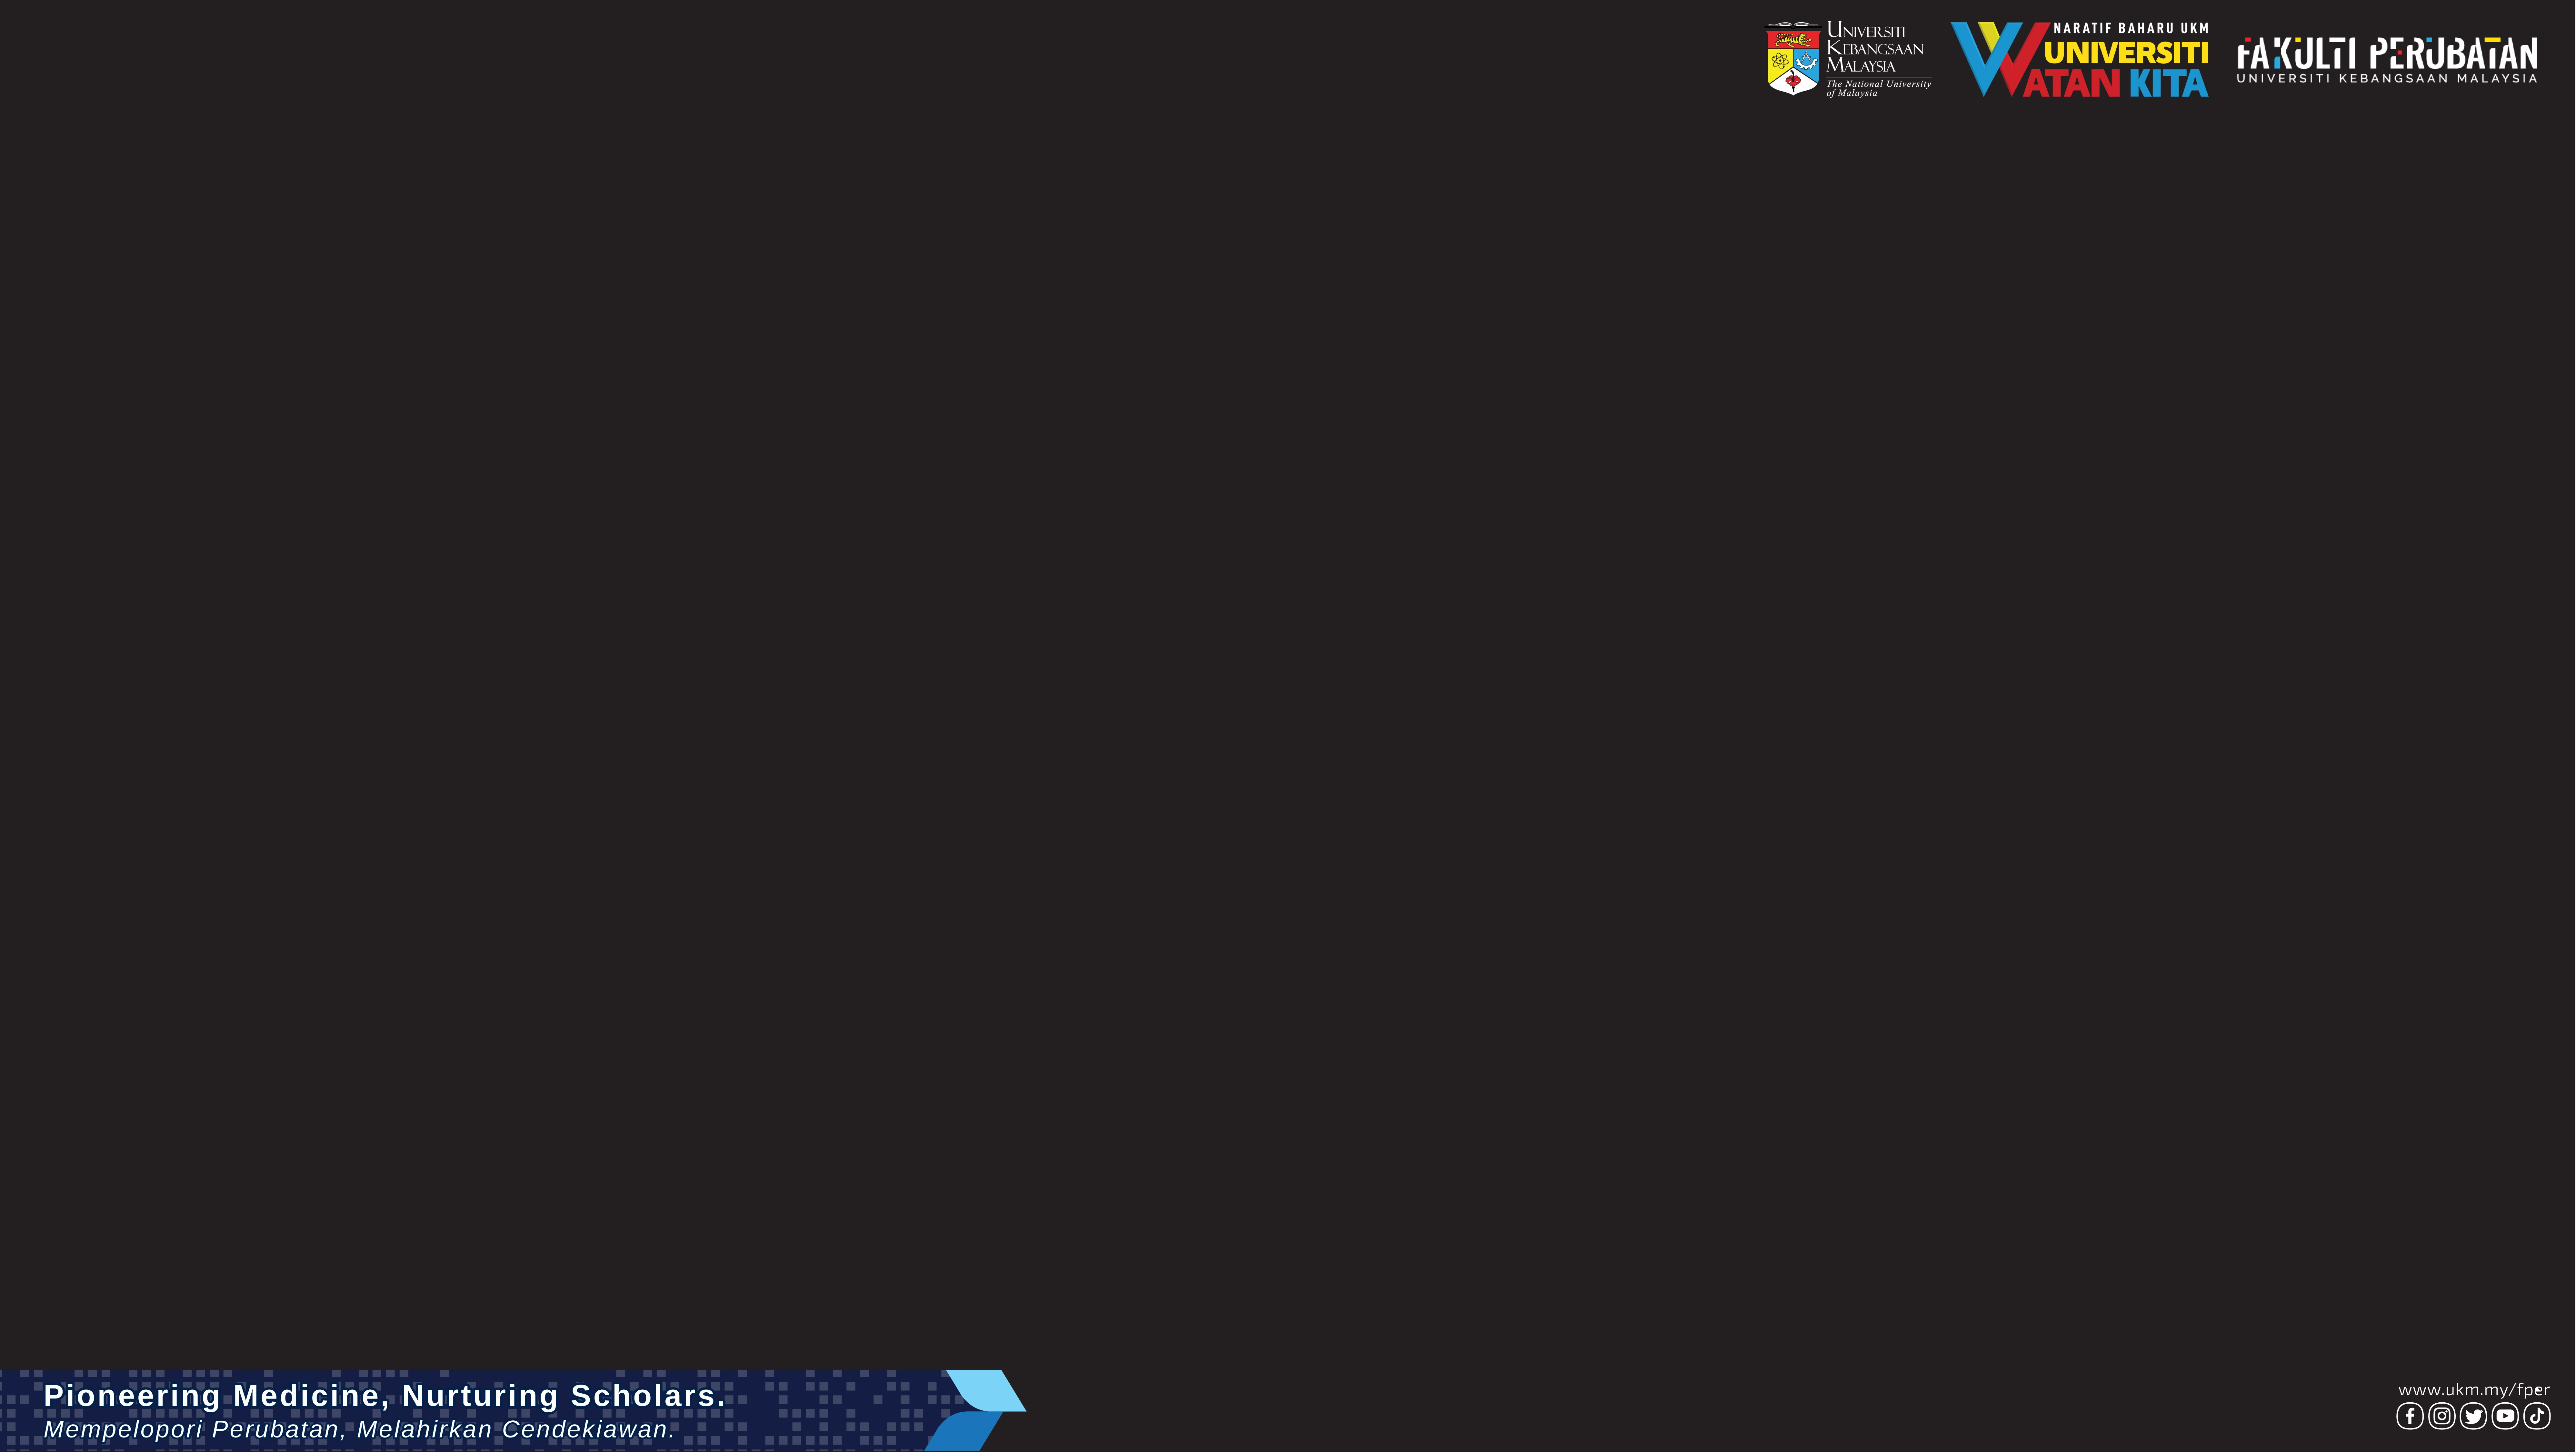 UNIVERSITI
KEBANGSAAN
MALAYSIA
The National University
of Malaysia
NARATIF BAHARU UKM
UNIVERSITI
WATAN KITA
FAKULTI PERUBATAN
UNIVERSITI KEBANGSAAN MALAYSIA
Pioneering Medicine, Nurturing Scholars.
Mempelopori Perubatan, Melahirkan Cendekiawan.
www.ukm.my/fper